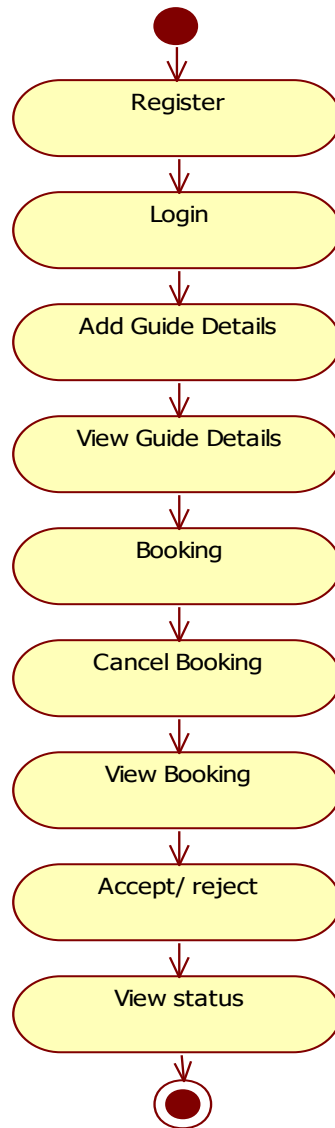 Register
Login
Add Guide Details
View Guide Details
Booking
Cancel Booking
View Booking
Accept/ reject
View status